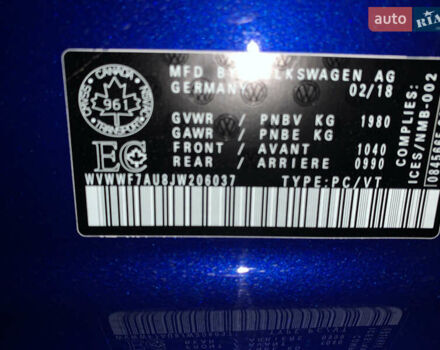 auto RIA
MFD BY VOLKSWAGEN AG
GERMANY 02/18
GVWR / PNBV KG 1980
GAWR / PNBE KG
FRONT / AVANT 1040
REAR / ARRIERE 0990
WVWWF7AU8JW206037 TYPE:PC/VT
CANADA
961
TRANSPORT
EC
COMPLIES:
ICES/NMB-002